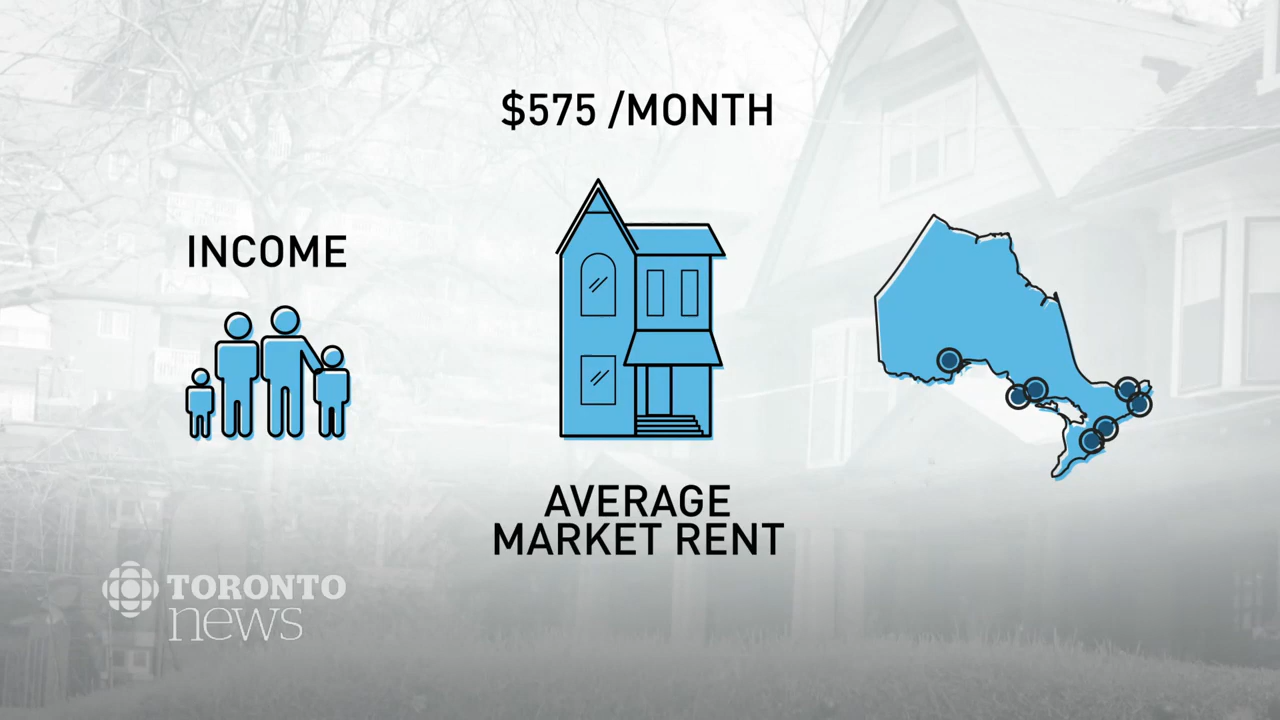 $575 /MONTH
INCOME
AVERAGE
MARKET RENT
TORONTO
news